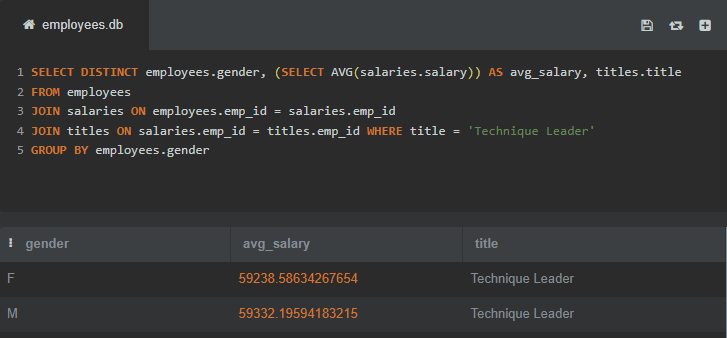 employees.db
1 SELECT DISTINCT employees.gender, (SELECT AVG(salaries.salary)) AS avg_salary, titles.title
2 FROM employees
3 JOIN salaries ON employees.emp_id = salaries.emp_id
4 JOIN titles ON salaries.emp_id = titles.emp_id WHERE title = 'Technique Leader'
5 GROUP BY employees.gender
gender avg_salary title
F 59238.58634267654 Technique Leader
M 59332.19594183215 Technique Leader